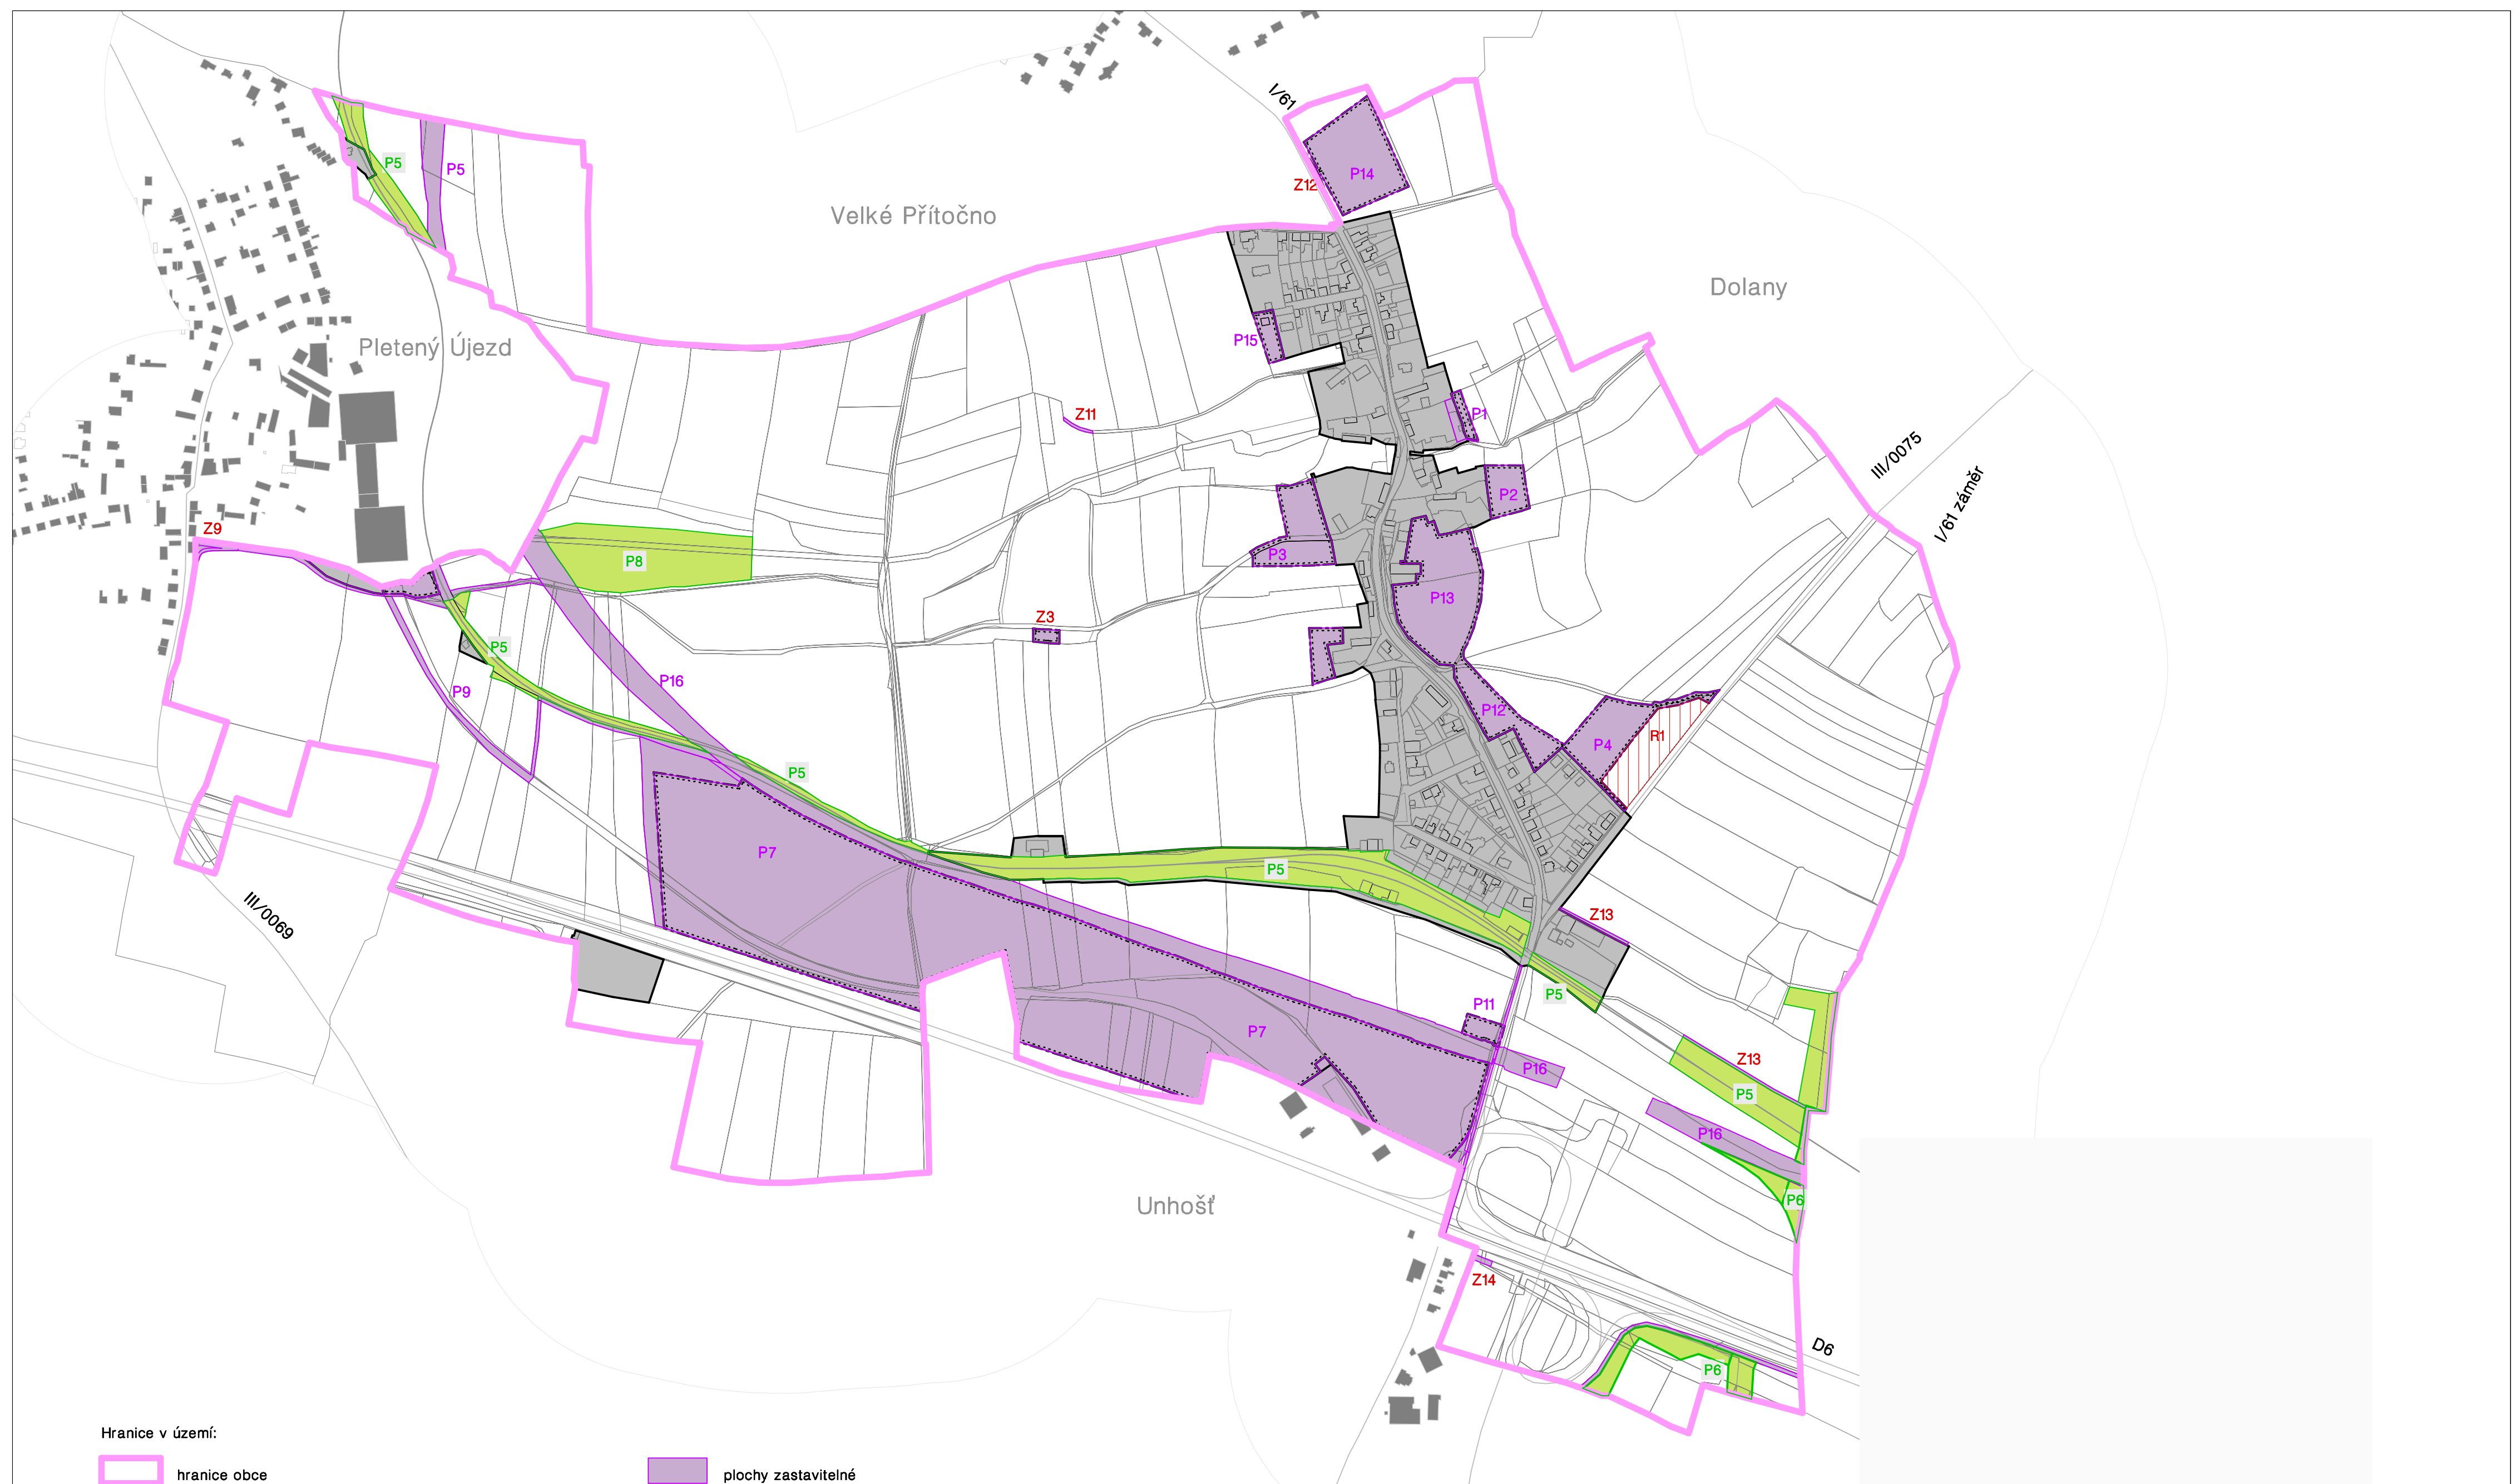 I/61
P14
P5
P5
Z12
Velké Přítočno
Dolany
P15
Pletený Újezd
Z11
P1
III/0075
P2
I/61 záměr
Z9
P3
P8
P13
Z3
P5
P16
P9
P12
R1
P4
P5
P7
P5
III/0069
Z13
P5
P11
P7
Z13
P16
P5
P16
P6
Unhošť
Z14
D6
P6
Hranice v území:
hranice obce
plochy zastavitelné